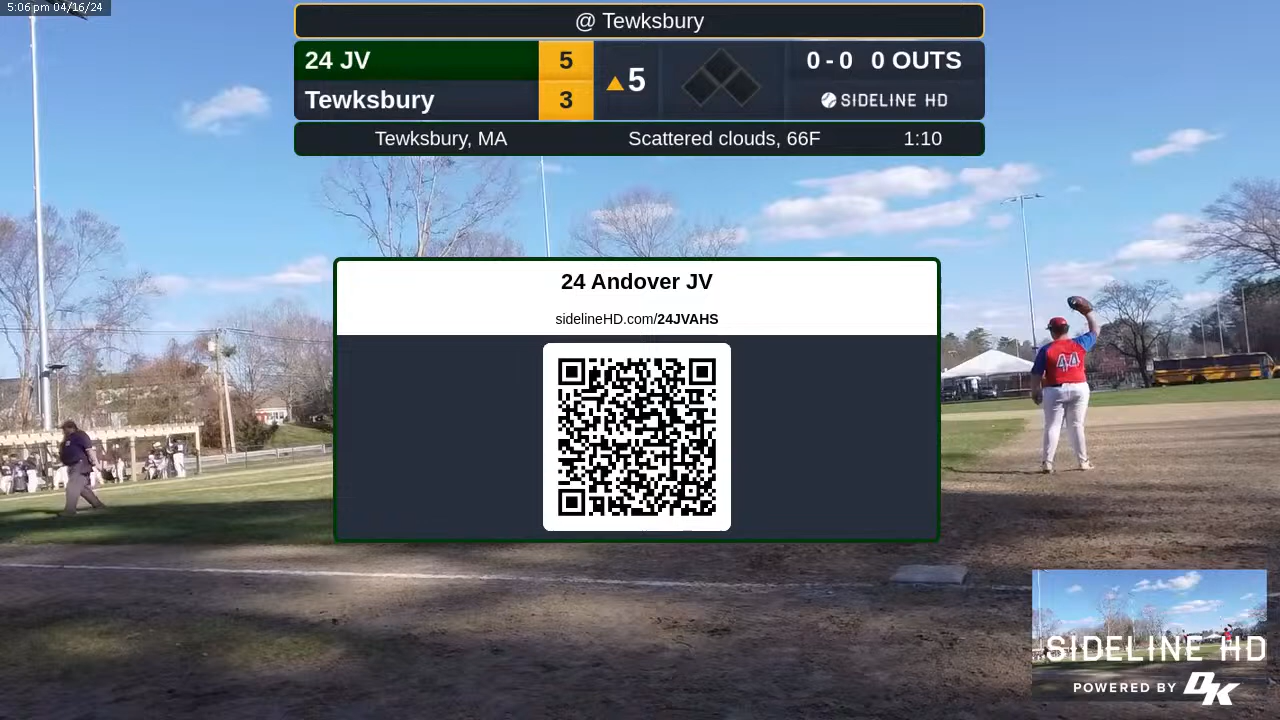 5:06 pm 04/16/24
@ Tewksbury
24 JV 5
5
0 - 0 0 OUTS
Tewksbury 3
SIDELINE HD
Tewksbury, MA Scattered clouds, 66F 1:10
24 Andover JV
sidelineHD.com/24JVAHS
44
SIDELINE HD
POWERED BY DK